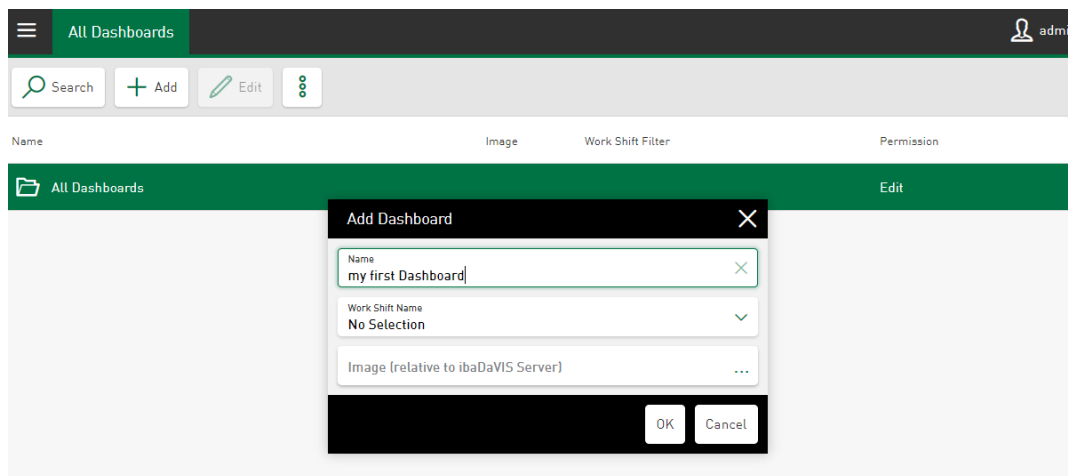 All Dashboards
Search
Add
Edit
Name Image Work Shift Filter Permission
All Dashboards Edit
Add Dashboard
Name
my first Dashboard
Work Shift Name
No Selection
Image (relative to ibaDaVIS Server)
...
OK Cancel